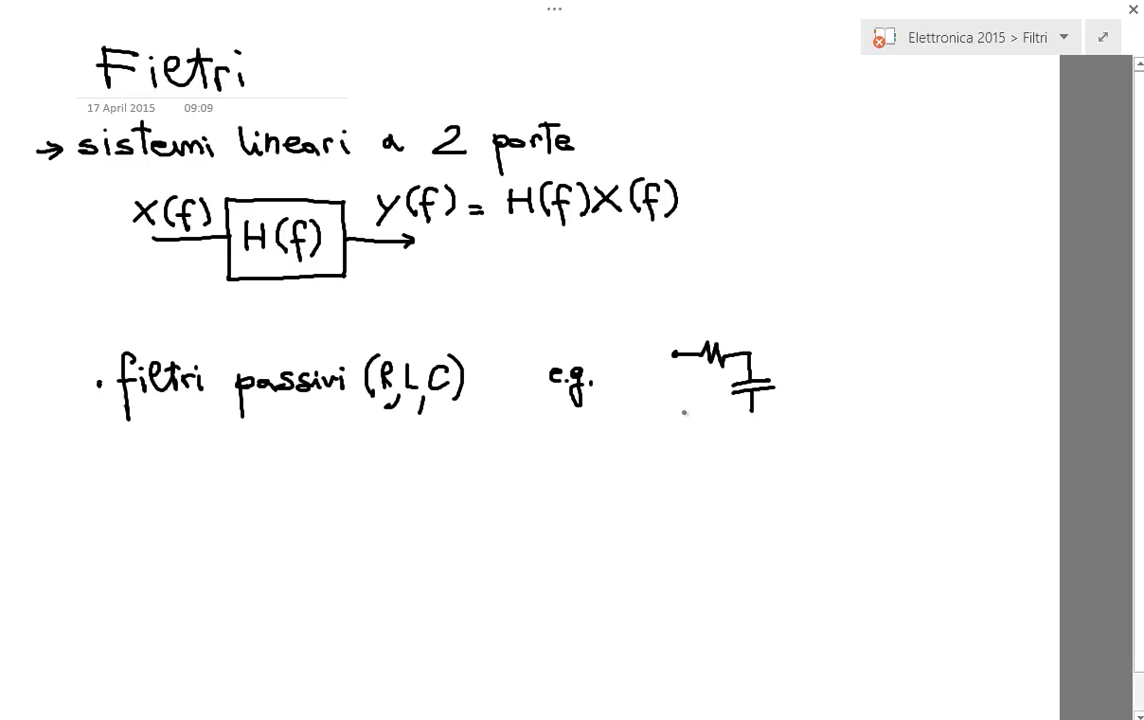 Elettronica 2015 > Filtri
Filtri
17 April 2015 09:09
→ sistemi lineari a 2 porte
X(f) H(f) Y(f) = H(f)X(f)
· filtri passivi (R, L, C) e.g.